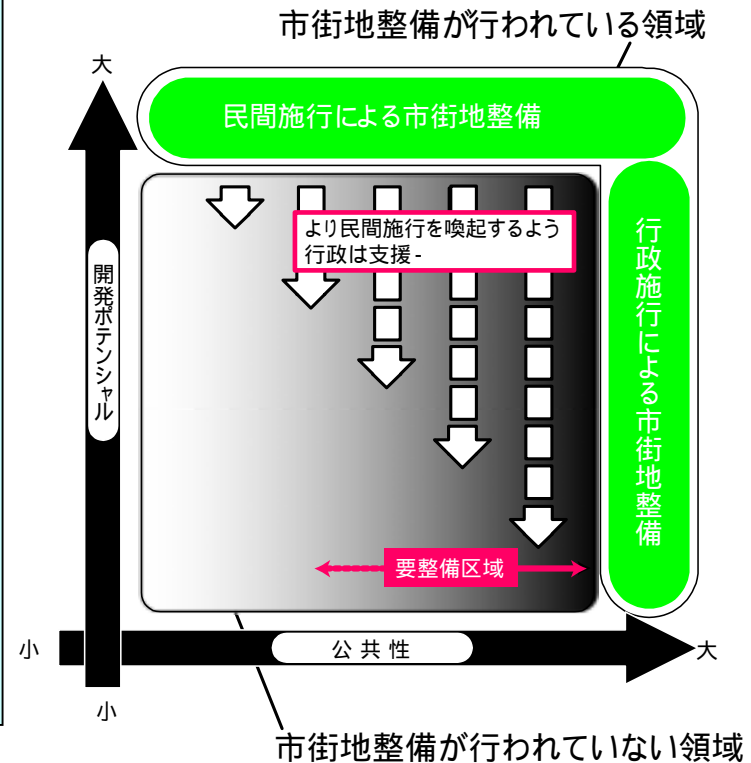 市街地整備が行われている領域
大
民間施行による市街地整備
より民間施行を喚起するよう
行政は支援-
行政施行による市街地整備
開発ポテンシャル
要整備区域
小
公共性
大
小
市街地整備が行われていない領域